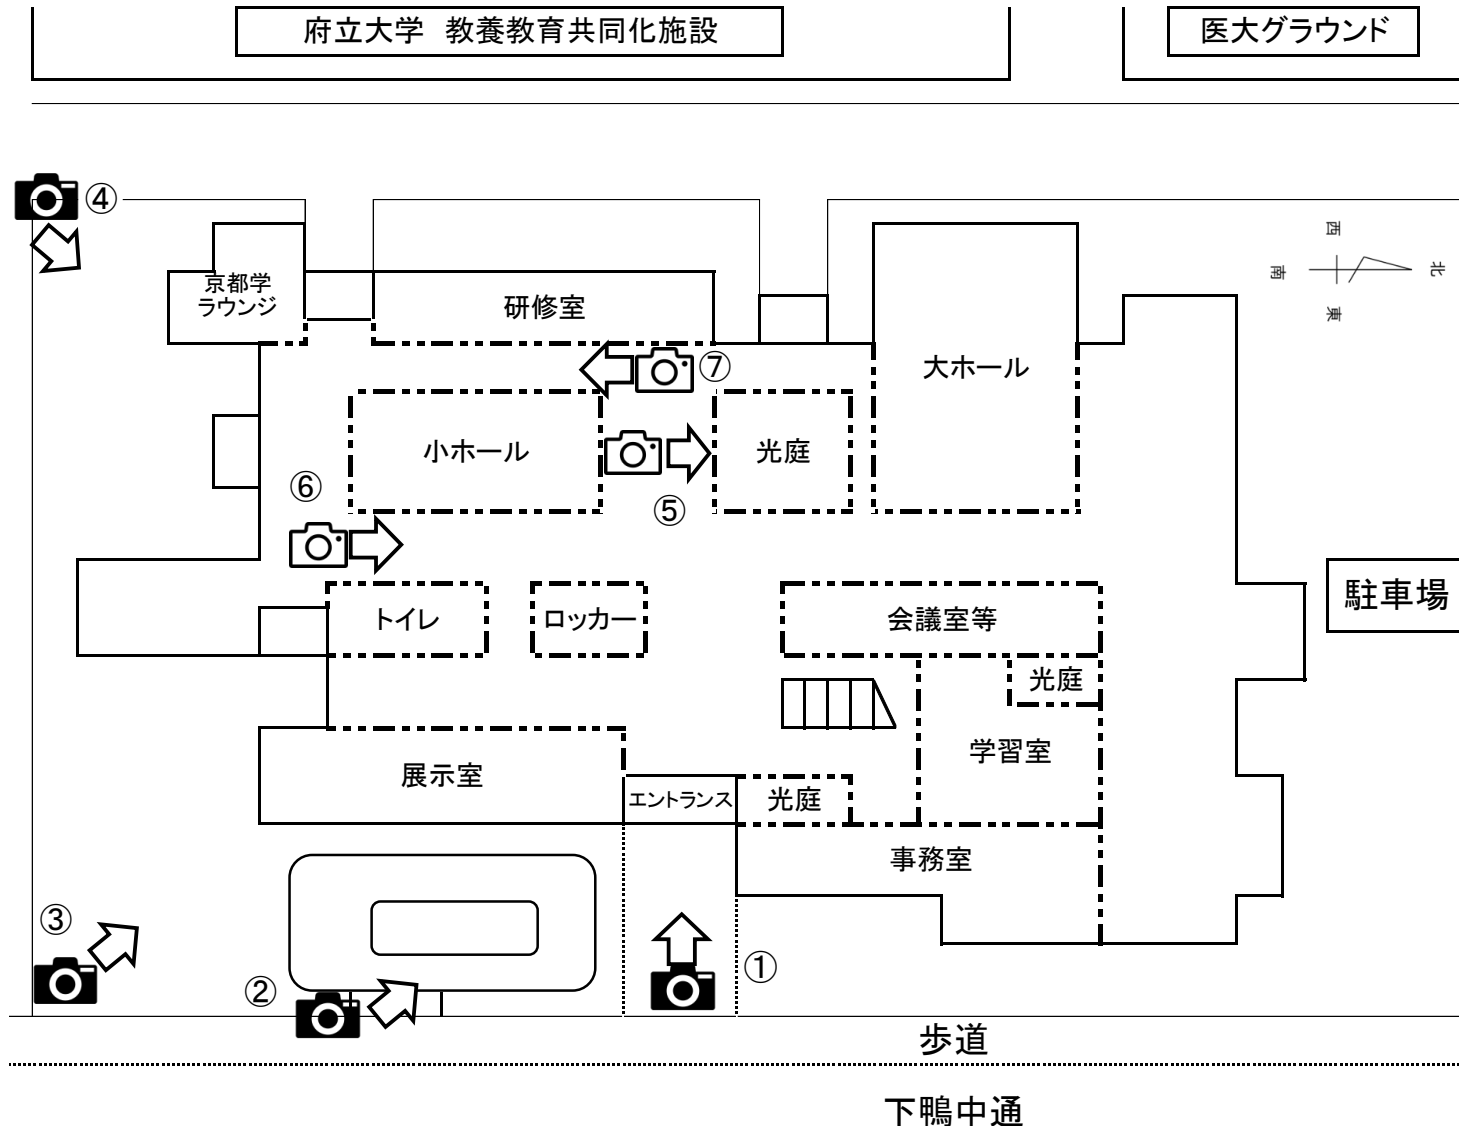 府立大学 教養教育共同化施設
医大グラウンド
④
西
北
南
東
京都学
ラウンジ
研修室
⑦
大ホール
小ホール
光庭
⑥
⑤
トイレ
ロッカー
会議室等
駐車場
光庭
学習室
展示室
エントランス
光庭
事務室
③
②
①
歩道
下鴨中通